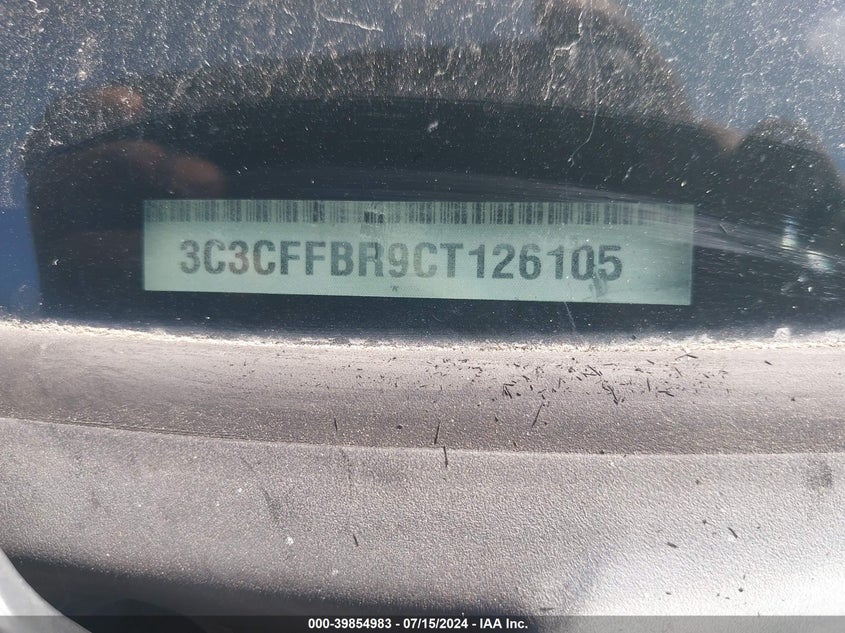 3C3CFFBR9CT126105
000-39854983 - 07/15/2024 - IAA Inc.